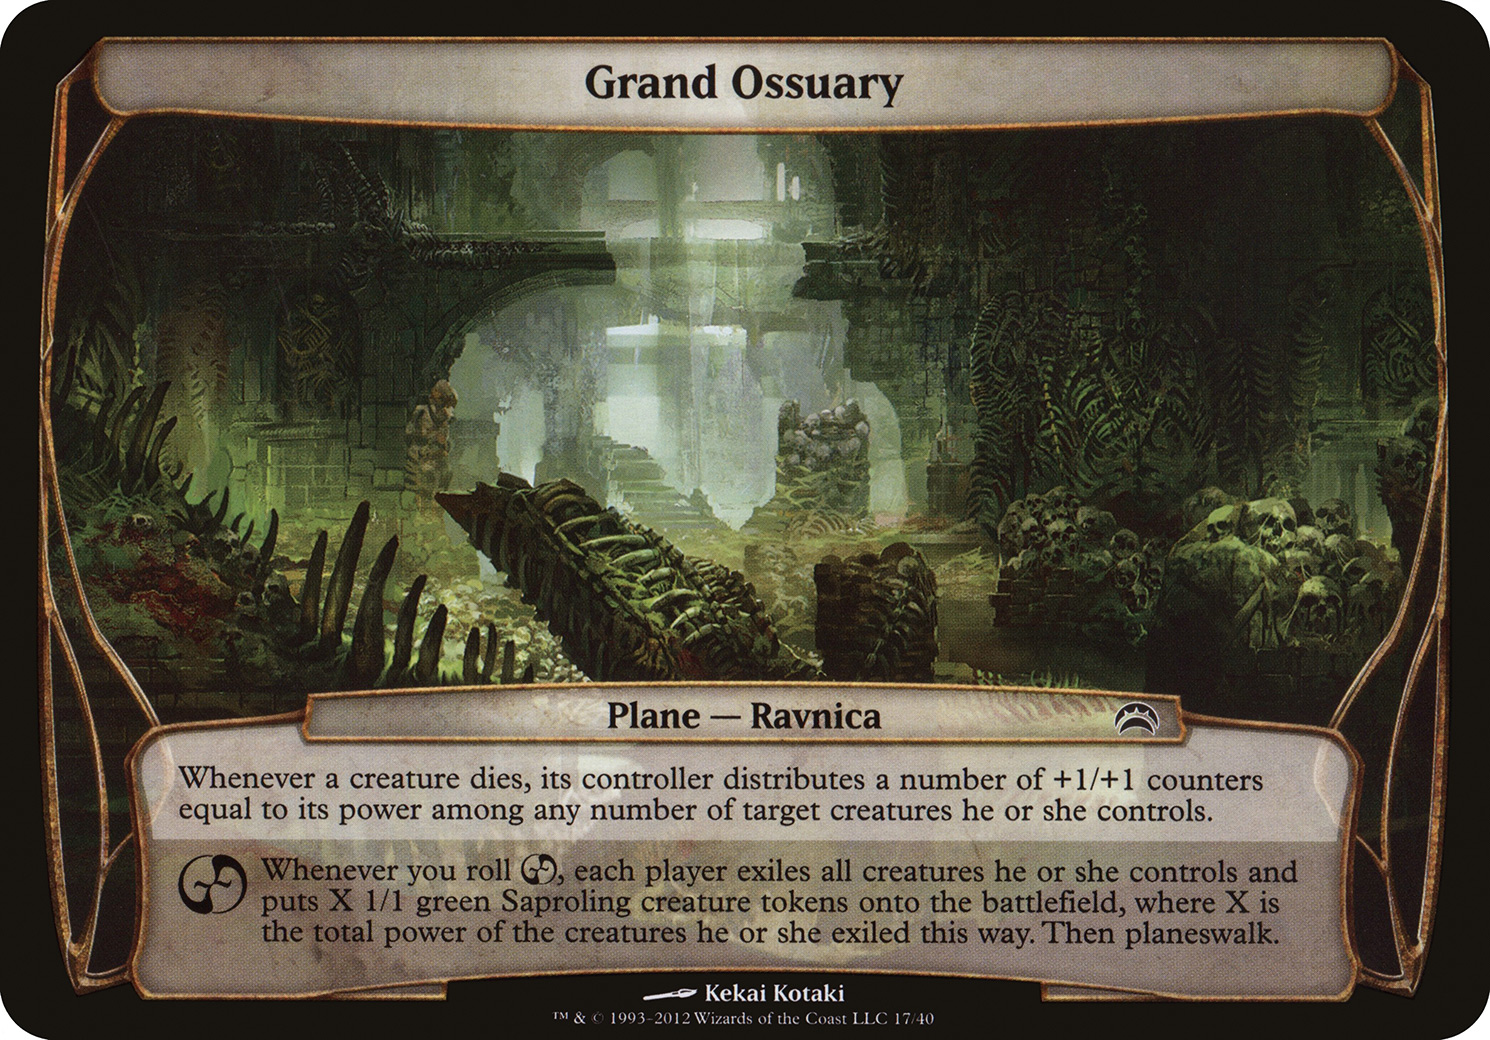 Grand Ossuary
Plane — Ravnica
Whenever a creature dies, its controller distributes a number of +1/+1 counters
equal to its power among any number of target creatures he or she controls.
Whenever you roll , each player exiles all creatures he or she controls and
puts X 1/1 green Saproling creature tokens onto the battlefield, where X is
the total power of the creatures he or she exiled this way. Then planeswalk.
Kekai Kotaki
™ & © 1993–2012 Wizards of the Coast LLC 17/40